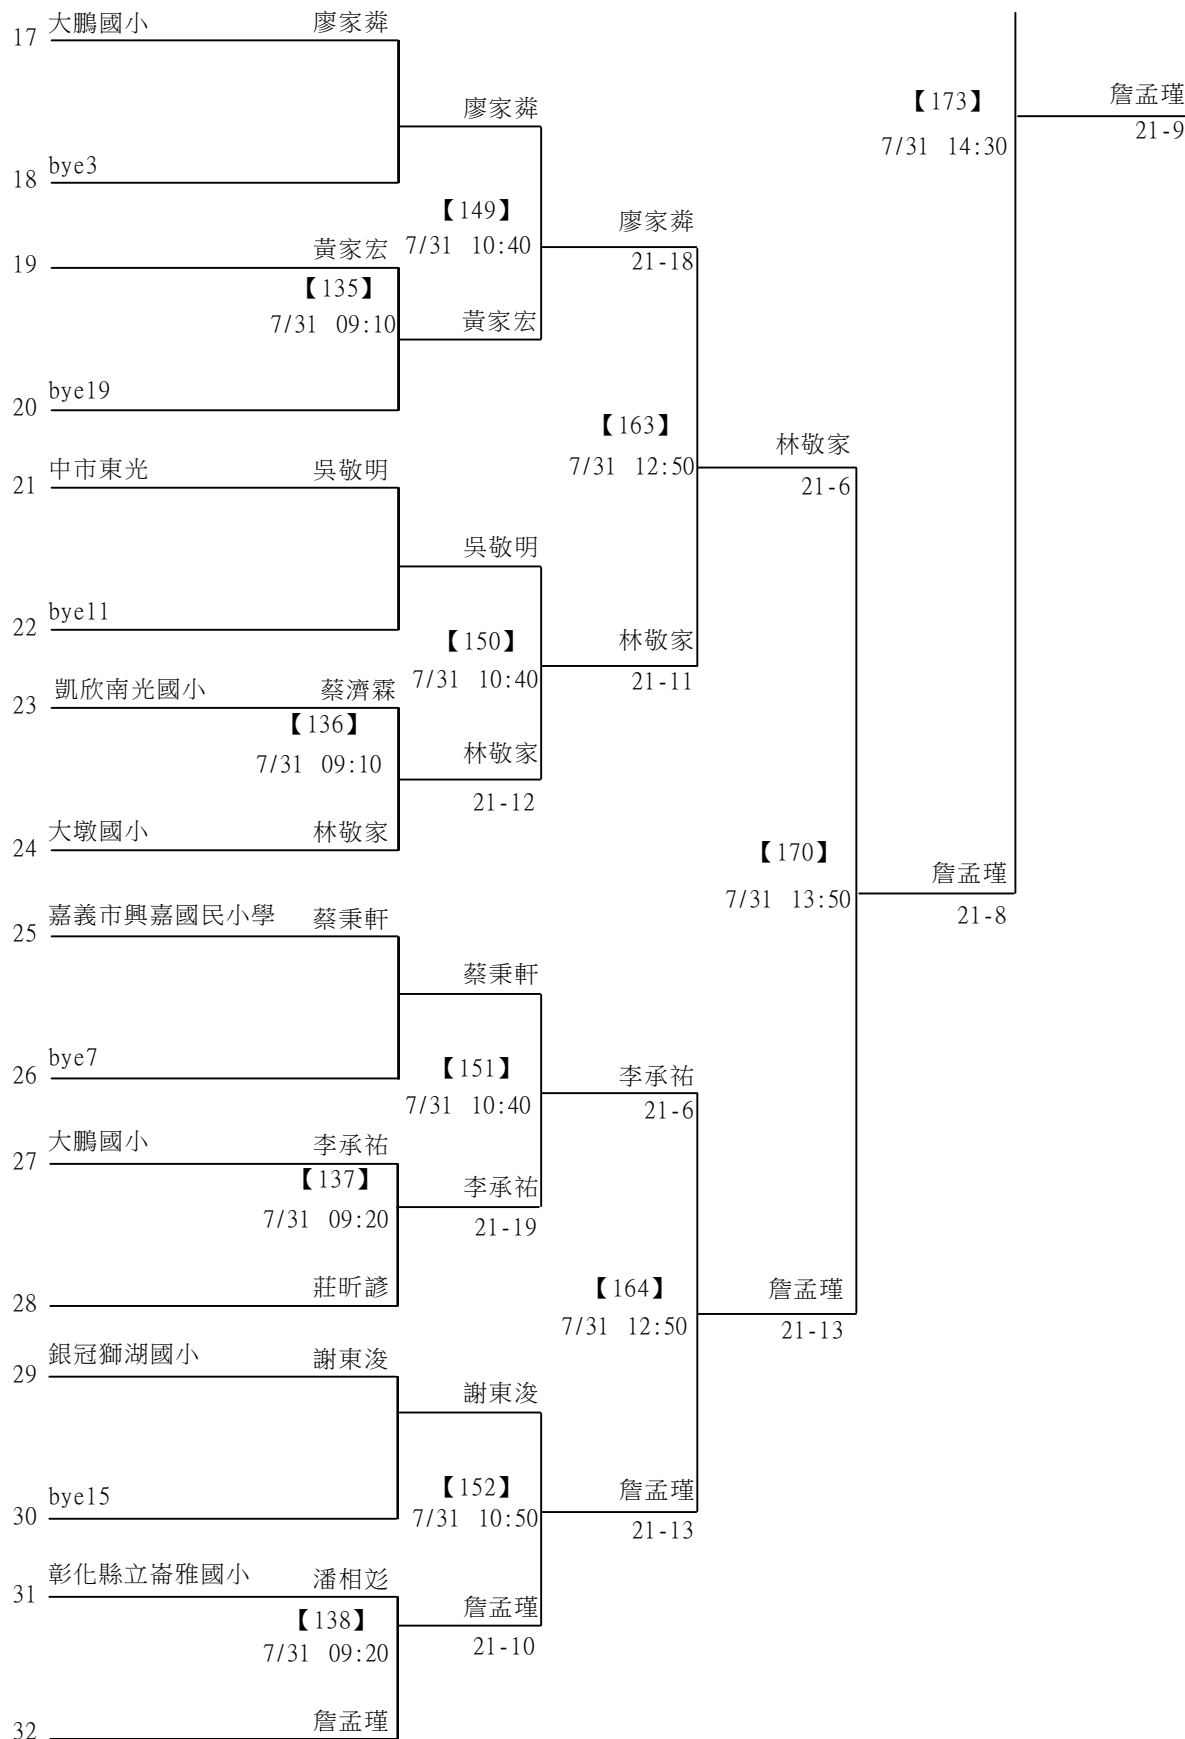 17 大鵬國小 廖家粦
【173】 詹孟瑾
廖家粦
7/31 14:30 21-9
18 bye3
【149】 廖家粦
19 黃家宏 7/31 10:40 21-18
【135】
7/31 09:10 黃家宏
20 bye19
【163】 林敬家
21 中市東光 吳敬明 7/31 12:50 21-6
吳敬明
22 bye11
【150】 林敬家
23 凱欣南光國小 蔡濟霖 7/31 10:40 21-11
【136】
7/31 09:10 林敬家
21-12
24 大墩國小 林敬家
【170】 詹孟瑾
7/31 13:50 21-8
25 嘉義市興嘉國民小學 蔡秉軒
蔡秉軒
26 bye7
【151】 李承祐
7/31 10:40 21-6
27 大鵬國小 李承祐
【137】 李承祐
7/31 09:20 21-19
28 莊昕諺
【164】 詹孟瑾
7/31 12:50 21-13
29 銀冠獅湖國小 謝東浚
謝東浚
30 bye15
【152】 詹孟瑾
7/31 10:50 21-13
31 彰化縣立崙雅國小 潘相彣
【138】 詹孟瑾
7/31 09:20 21-10
32 詹孟瑾